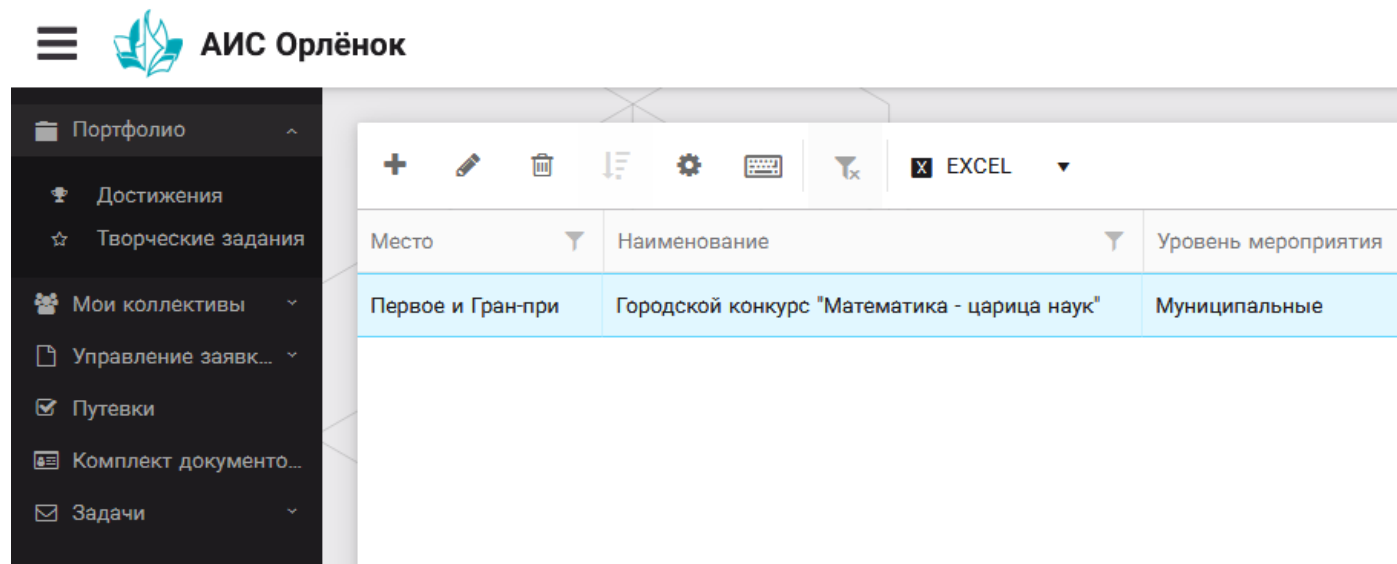 АИС Орлёнок
Портфолио
Достижения
Творческие задания
Мои коллективы
Управление заявк...
Путевки
Комплект документо...
Задачи
EXCEL
Место Наименование Уровень мероприятия
Первое и Гран-при Городской конкурс "Математика - царица наук" Муниципальные